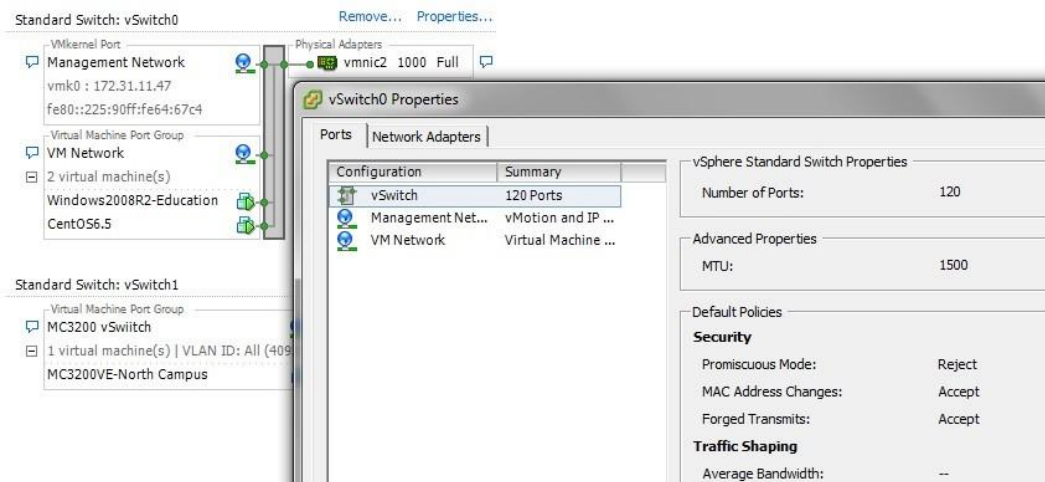 Standard Switch: vSwitch0
Remove... Properties...
VMkernel Port
Management Network
vmk0 : 172.31.11.47
fe80::225:90ff:fe64:67c4
Physical Adapters
vmnic2 1000 Full
Virtual Machine Port Group
VM Network
2 virtual machine(s)
Windows2008R2-Education
CentOS6.5
Standard Switch: vSwitch1
Virtual Machine Port Group
MC3200 vSwiitch
1 virtual machine(s) | VLAN ID: All (409
MC3200VE-North Campus
vSwitch0 Properties
Ports Network Adapters
Configuration Summary
vSwitch 120 Ports
Management Net... vMotion and IP ...
VM Network Virtual Machine ...
vSphere Standard Switch Properties
Number of Ports: 120
Advanced Properties
MTU: 1500
Default Policies
Security
Promiscuous Mode: Reject
MAC Address Changes: Accept
Forged Transmits: Accept
Traffic Shaping
Average Bandwidth: --